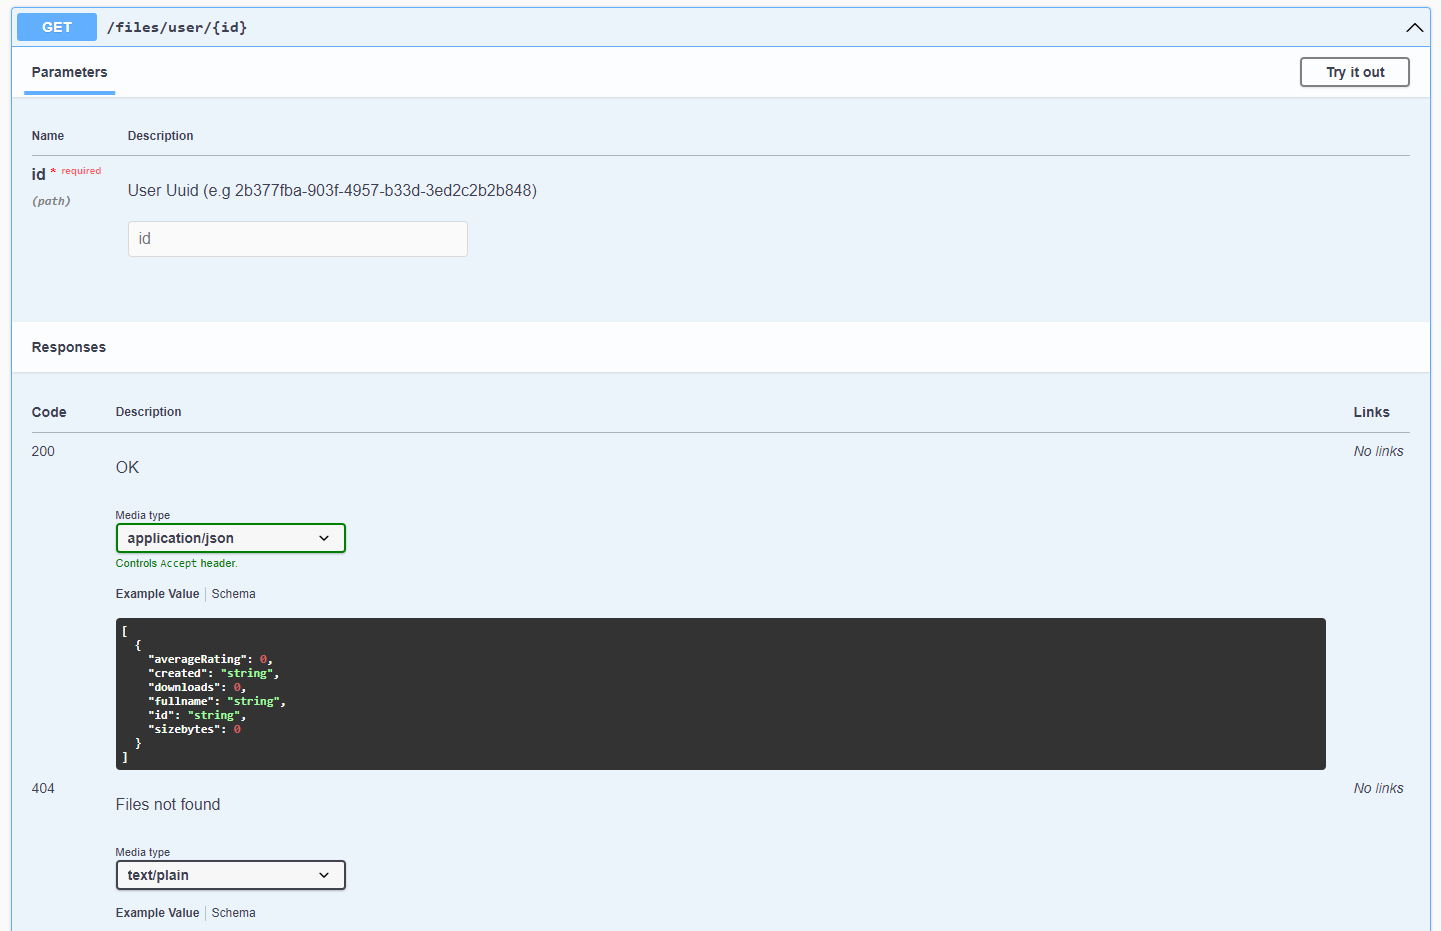 GET /files/user/{id}
Parameters
Try it out
Name Description
id * required
(path)
User Uuid (e.g 2b377fba-903f-4957-b33d-3ed2c2b2b848)
id
Responses
Code Description Links
200 No links
OK
Media type
application/json
Controls Accept header.
Example Value Schema
[
  {
    "averageRating": 0,
    "created": "string",
    "downloads": 0,
    "fullname": "string",
    "id": "string",
    "sizebytes": 0
  }
]
404 No links
Files not found
Media type
text/plain
Example Value Schema